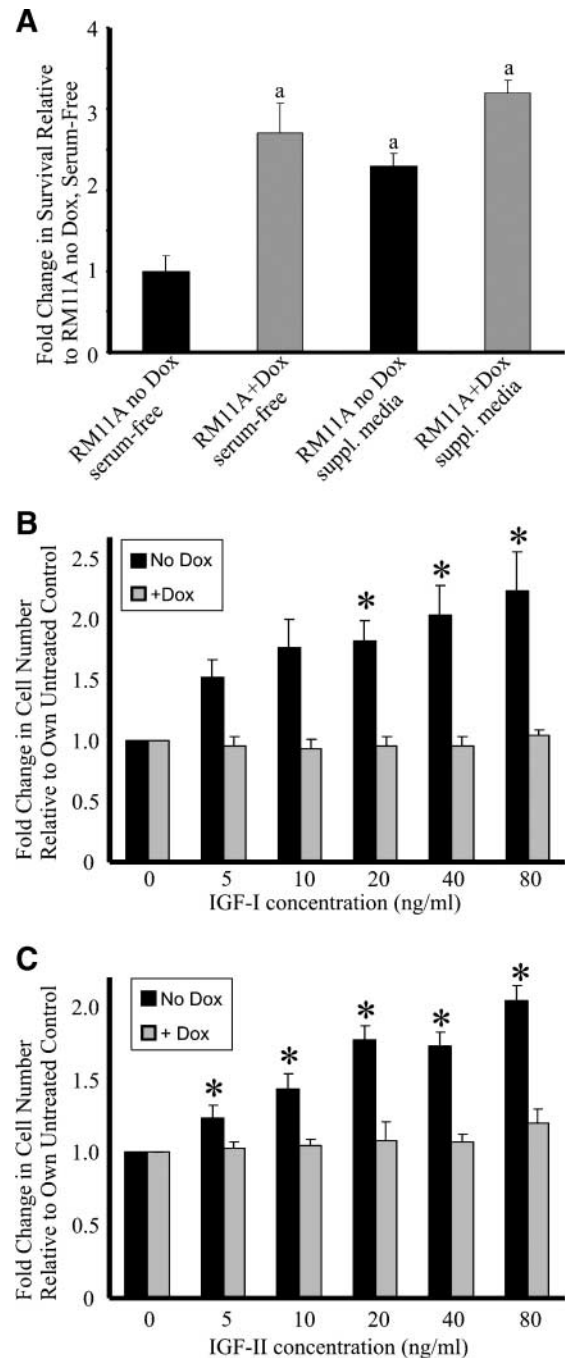 A
Fold Change in Survival Relative
to RM11A no Dox, Serum-Free
4
3
2
1
0
a
a
a
RM11A no Dox
serum-free
RM11A+Dox
serum-free
RM11A no Dox
suppl. media
RM11A+Dox
suppl. media
B
Fold Change in Cell Number
Relative to Own Untreated Control
2.5
2.0
1.5
1.0
0.5
0
No Dox
+Dox
*
*
*
0 5 10 20 40 80
IGF-I concentration (ng/ml)
C
Fold Change in Cell Number
Relative to Own Untreated Control
2.0
1.5
1.0
0.5
0
No Dox
+ Dox
*
*
*
*
*
0 5 10 20 40 80
IGF-II concentration (ng/ml)